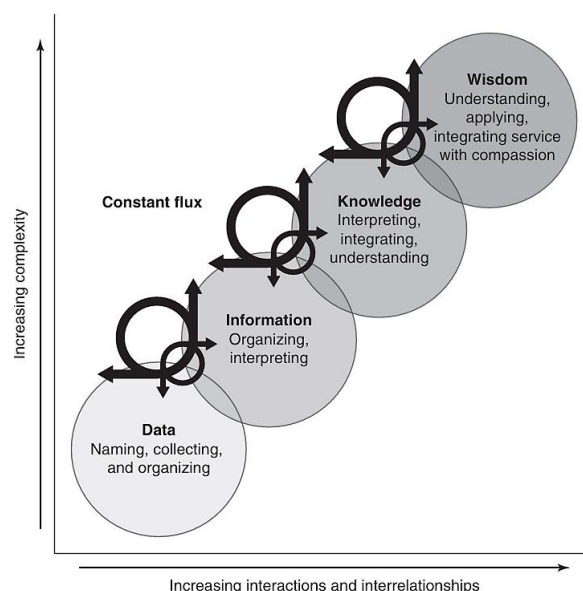 Wisdom
Understanding,
applying,
integrating service
with compassion
Constant flux
Knowledge
Interpreting,
integrating,
understanding
Information
Organizing,
interpreting
Data
Naming, collecting,
and organizing
Increasing complexity
Increasing interactions and interrelationships